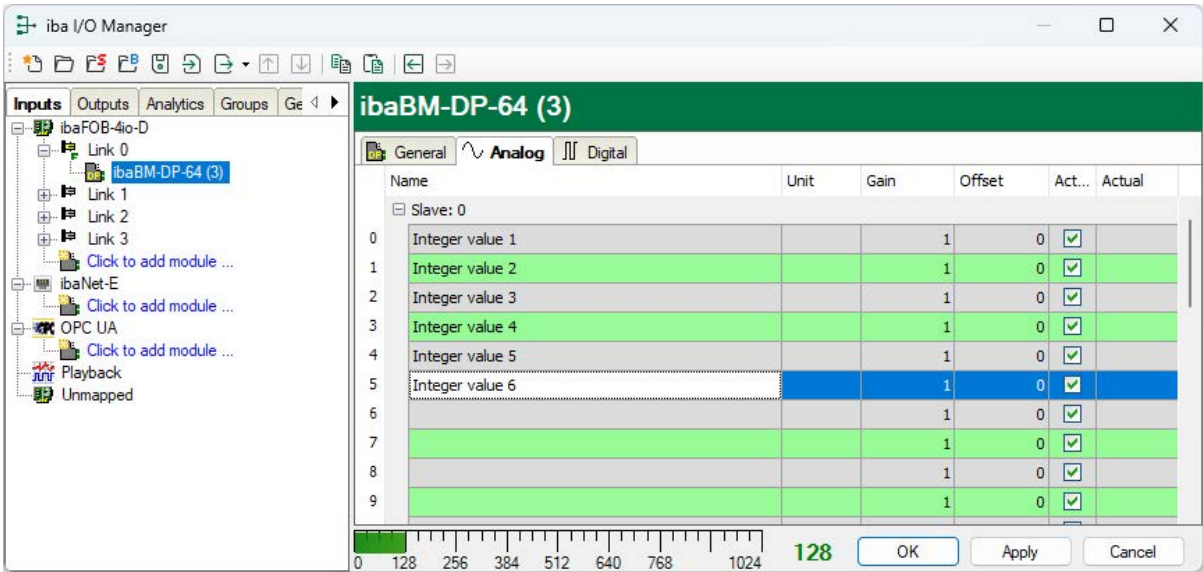 iba I/O Manager
Inputs Outputs Analytics Groups Ge
ibaFOB-4io-D
Link 0
ibaBM-DP-64 (3)
Link 1
Link 2
Link 3
Click to add module ...
ibaNet-E
Click to add module ...
OPC UA
Click to add module ...
Playback
Unmapped
ibaBM-DP-64 (3)
General Analog Digital
Name Unit Gain Offset Act... Actual
Slave: 0
0 Integer value 1 1 0
1 Integer value 2 1 0
2 Integer value 3 1 0
3 Integer value 4 1 0
4 Integer value 5 1 0
5 Integer value 6 1 0
6 1 0
7 1 0
8 1 0
9 1 0
0 128 256 384 512 640 768 1024
128 OK Apply Cancel